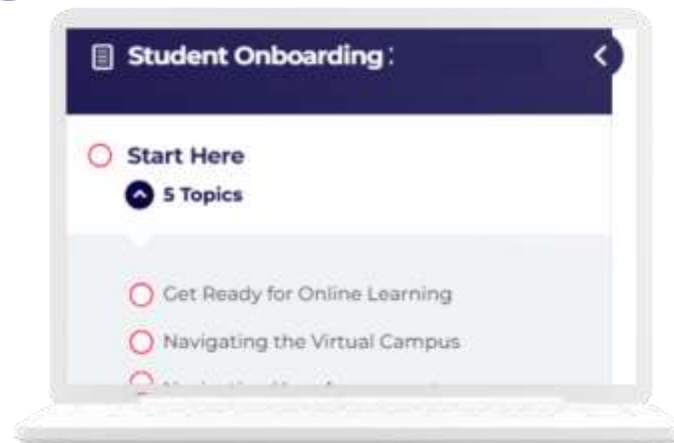 Student Onboarding:
Start Here
5 Topics
Get Ready for Online Learning
Navigating the Virtual Campus